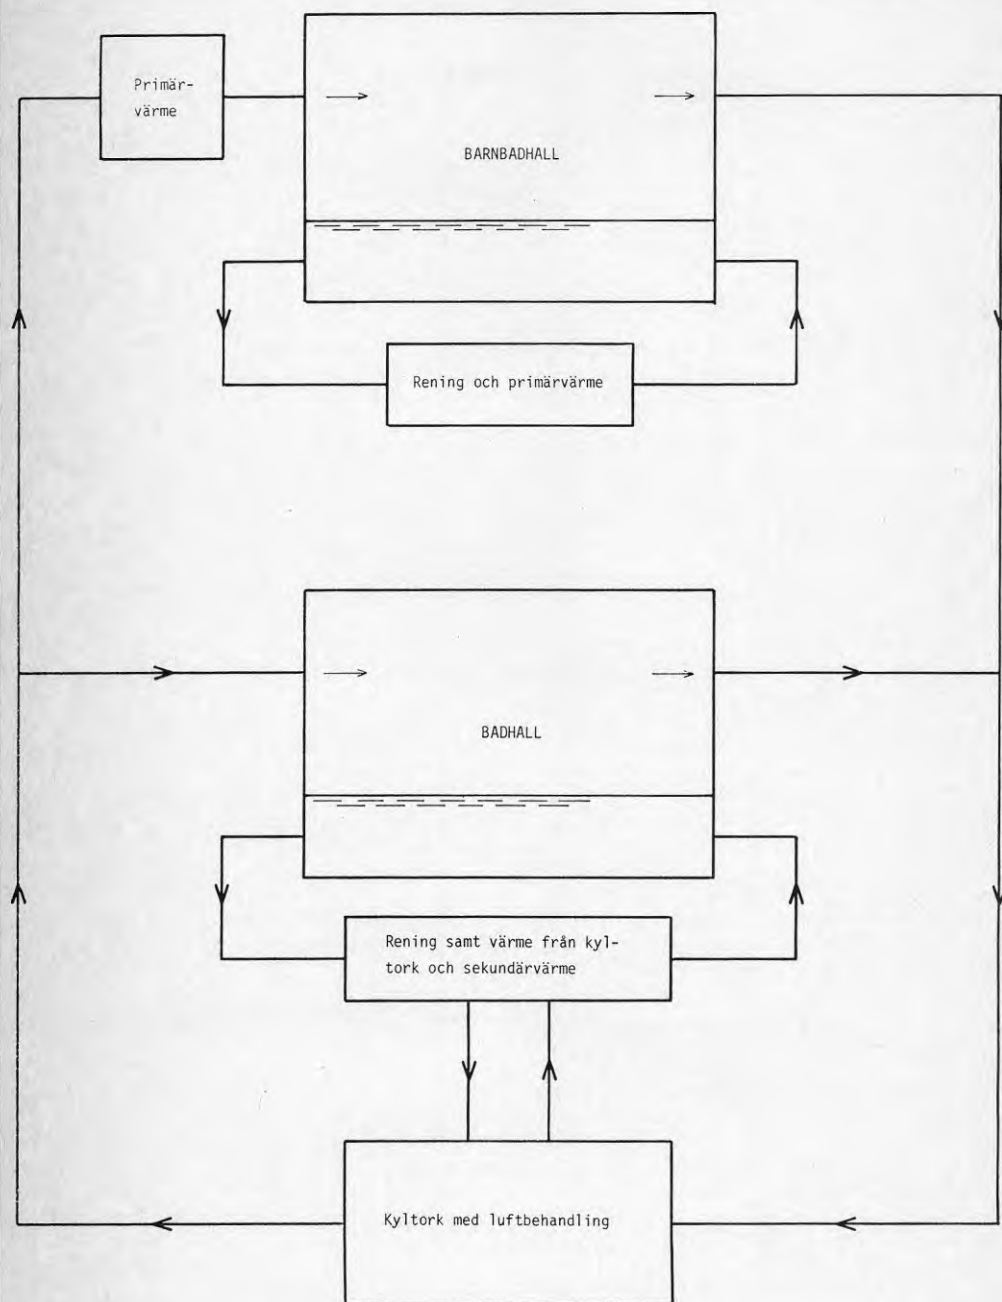 Primär-
värme
BARNBADHALL
Rening och primärvärme
BADHALL
Rening samt värme från kyl-
tork och sekundärvärme
Kyltork med luftbehandling